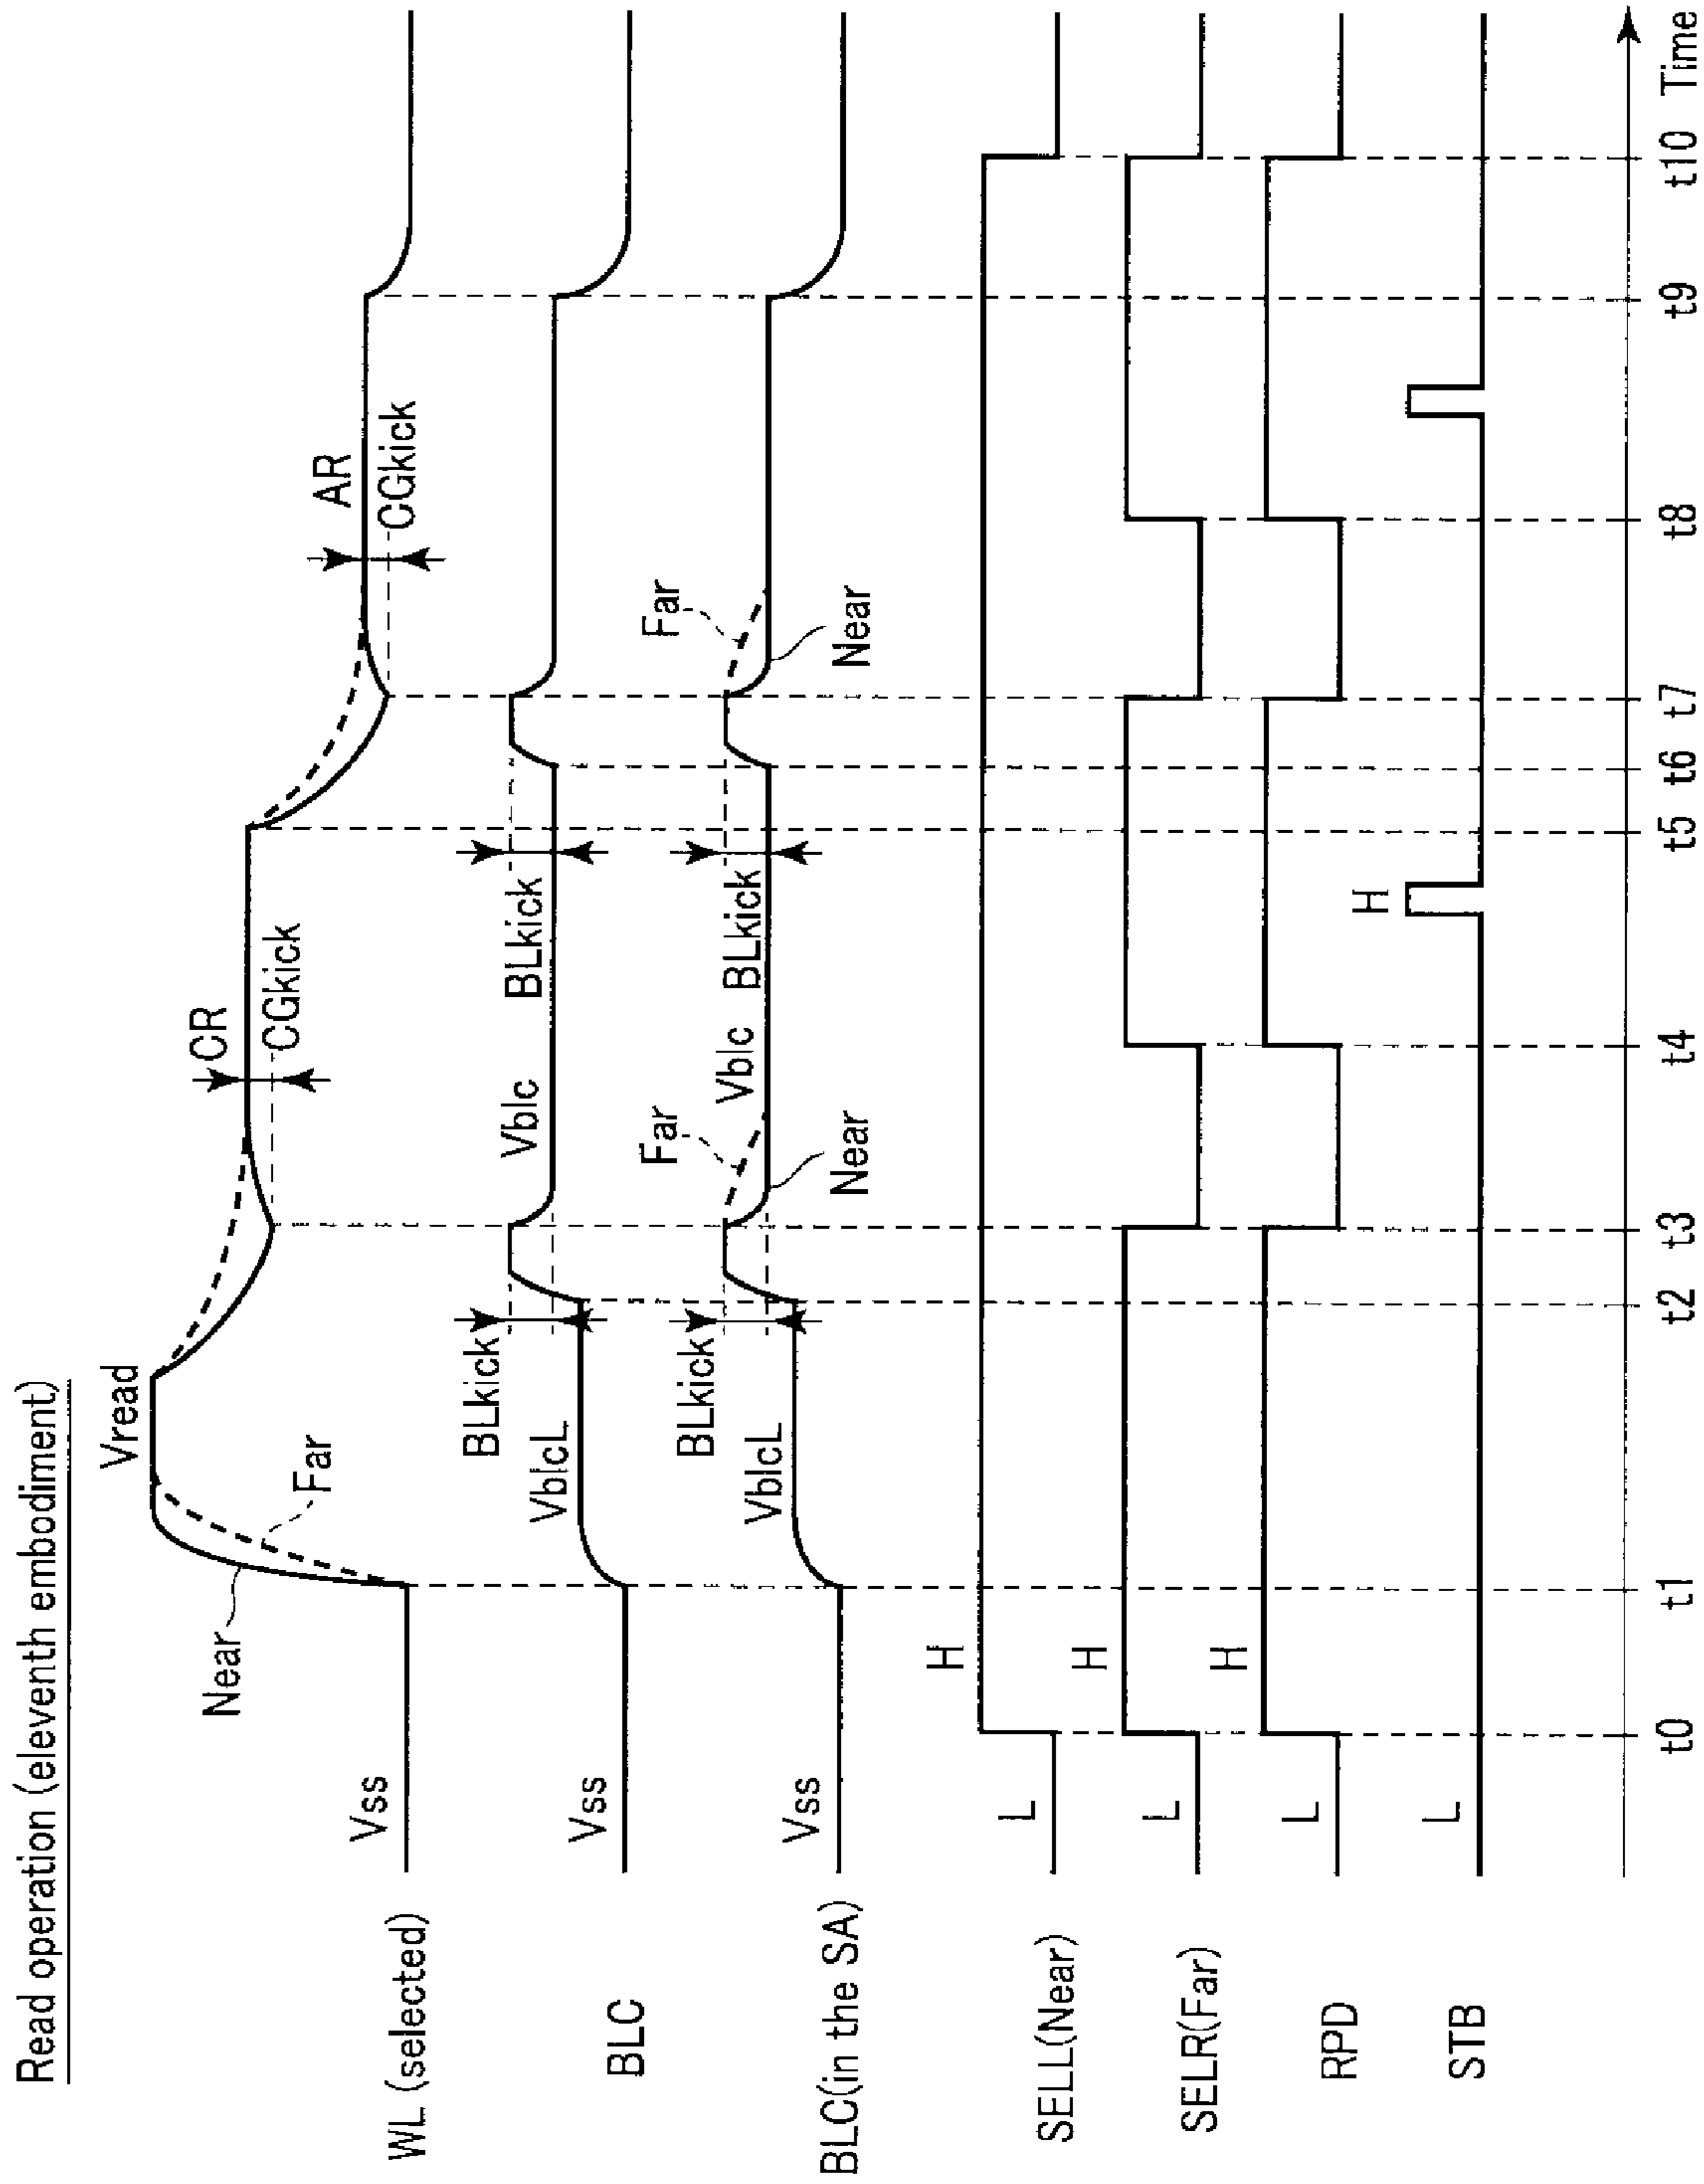 Read operation (eleventh embodiment)
WL (selected)
Vss
Near
Far
Vread
CR
CGkick
AR
CGkick
BLC
Vss
VblcL
BLkick
Vblc
BLkick
BLC(in the SA)
Vss
VblcL
BLkick
Far
Near
Vblc
BLkick
Far
Near
SELL(Near)
L
H
SELR(Far)
L
H
RPD
L
H
STB
L
H
t0 t1 t2 t3 t4 t5 t6 t7 t8 t9 t10 Time